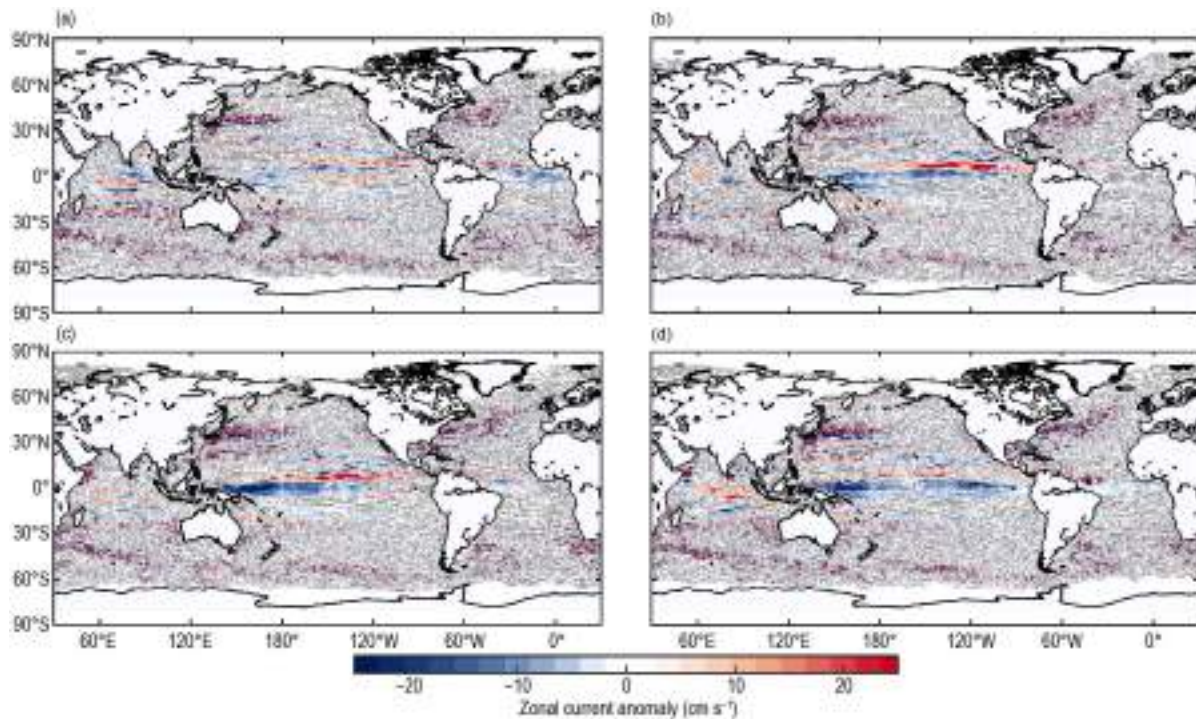 (a) (b)
90°N
60°N
30°N
0°
30°S
60°S
90°S
(c) (d)
90°N
60°N
30°N
0°
30°S
60°S
90°S
60°E 120°E 180° 120°W 60°W 0° 60°E 120°E 180° 120°W 60°W 0°
−20 −10 0 10 20
Zonal current anomaly (cm s⁻¹)